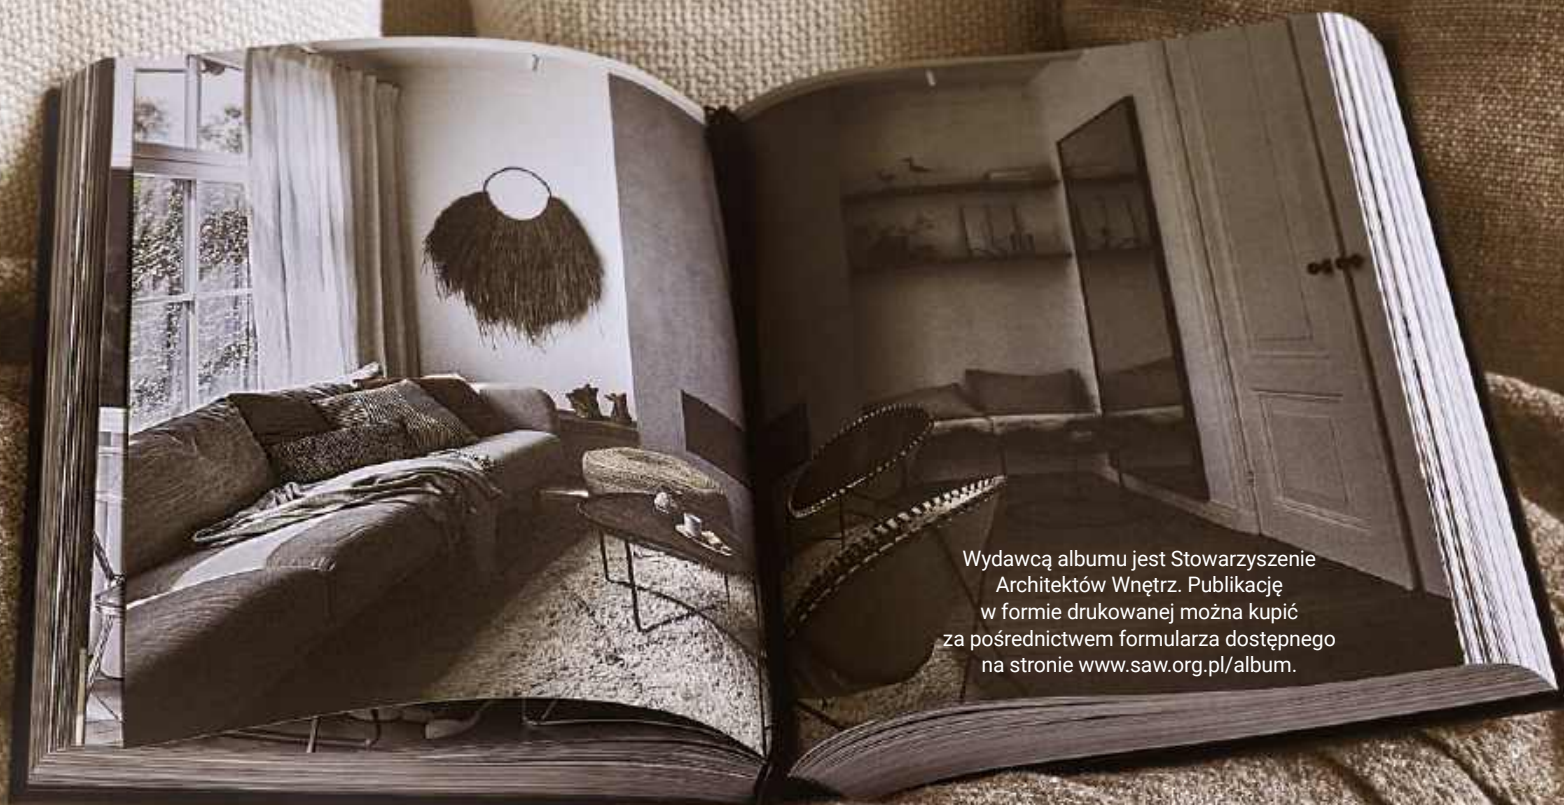 Wydawcą albumu jest Stowarzyszenie
Architektów Wnętrz. Publikację
w formie drukowanej można kupić
za pośrednictwem formularza dostępnego
na stronie www.saw.org.pl/album.